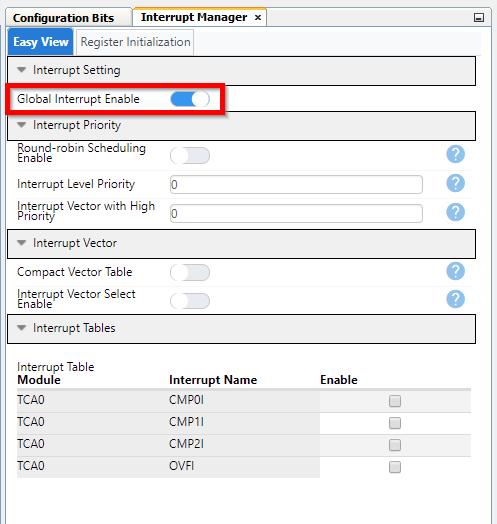 Configuration Bits
Interrupt Manager ×
Easy View
Register Initialization
Interrupt Setting
Global Interrupt Enable
Interrupt Priority
Round-robin Scheduling
Enable
?
Interrupt Level Priority
0
?
Interrupt Vector with High
Priority
0
?
Interrupt Vector
Compact Vector Table
?
Interrupt Vector Select
Enable
?
Interrupt Tables
Interrupt Table
Module Interrupt Name Enable
TCA0 CMP0I
TCA0 CMP1I
TCA0 CMP2I
TCA0 OVFI